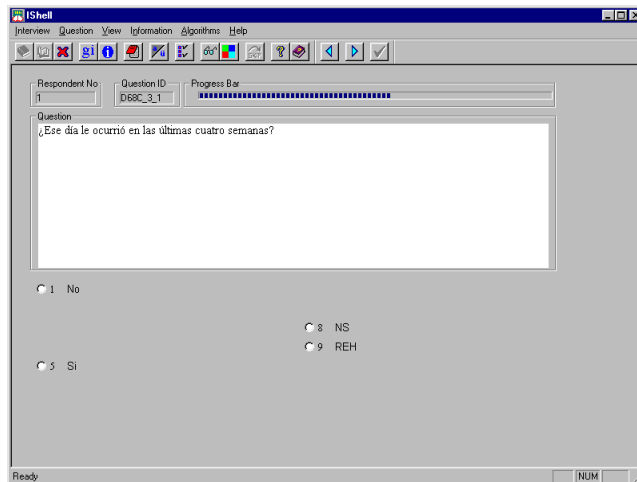 IShell
Interview Question View Information Algorithms Help
gi
Respondent No
Question ID
Progress Bar
1
D68C_3_1
Question
¿Ese día le ocurrió en las últimas cuatro semanas?
1 No
8 NS
9 REH
5 Si
Ready
NUM